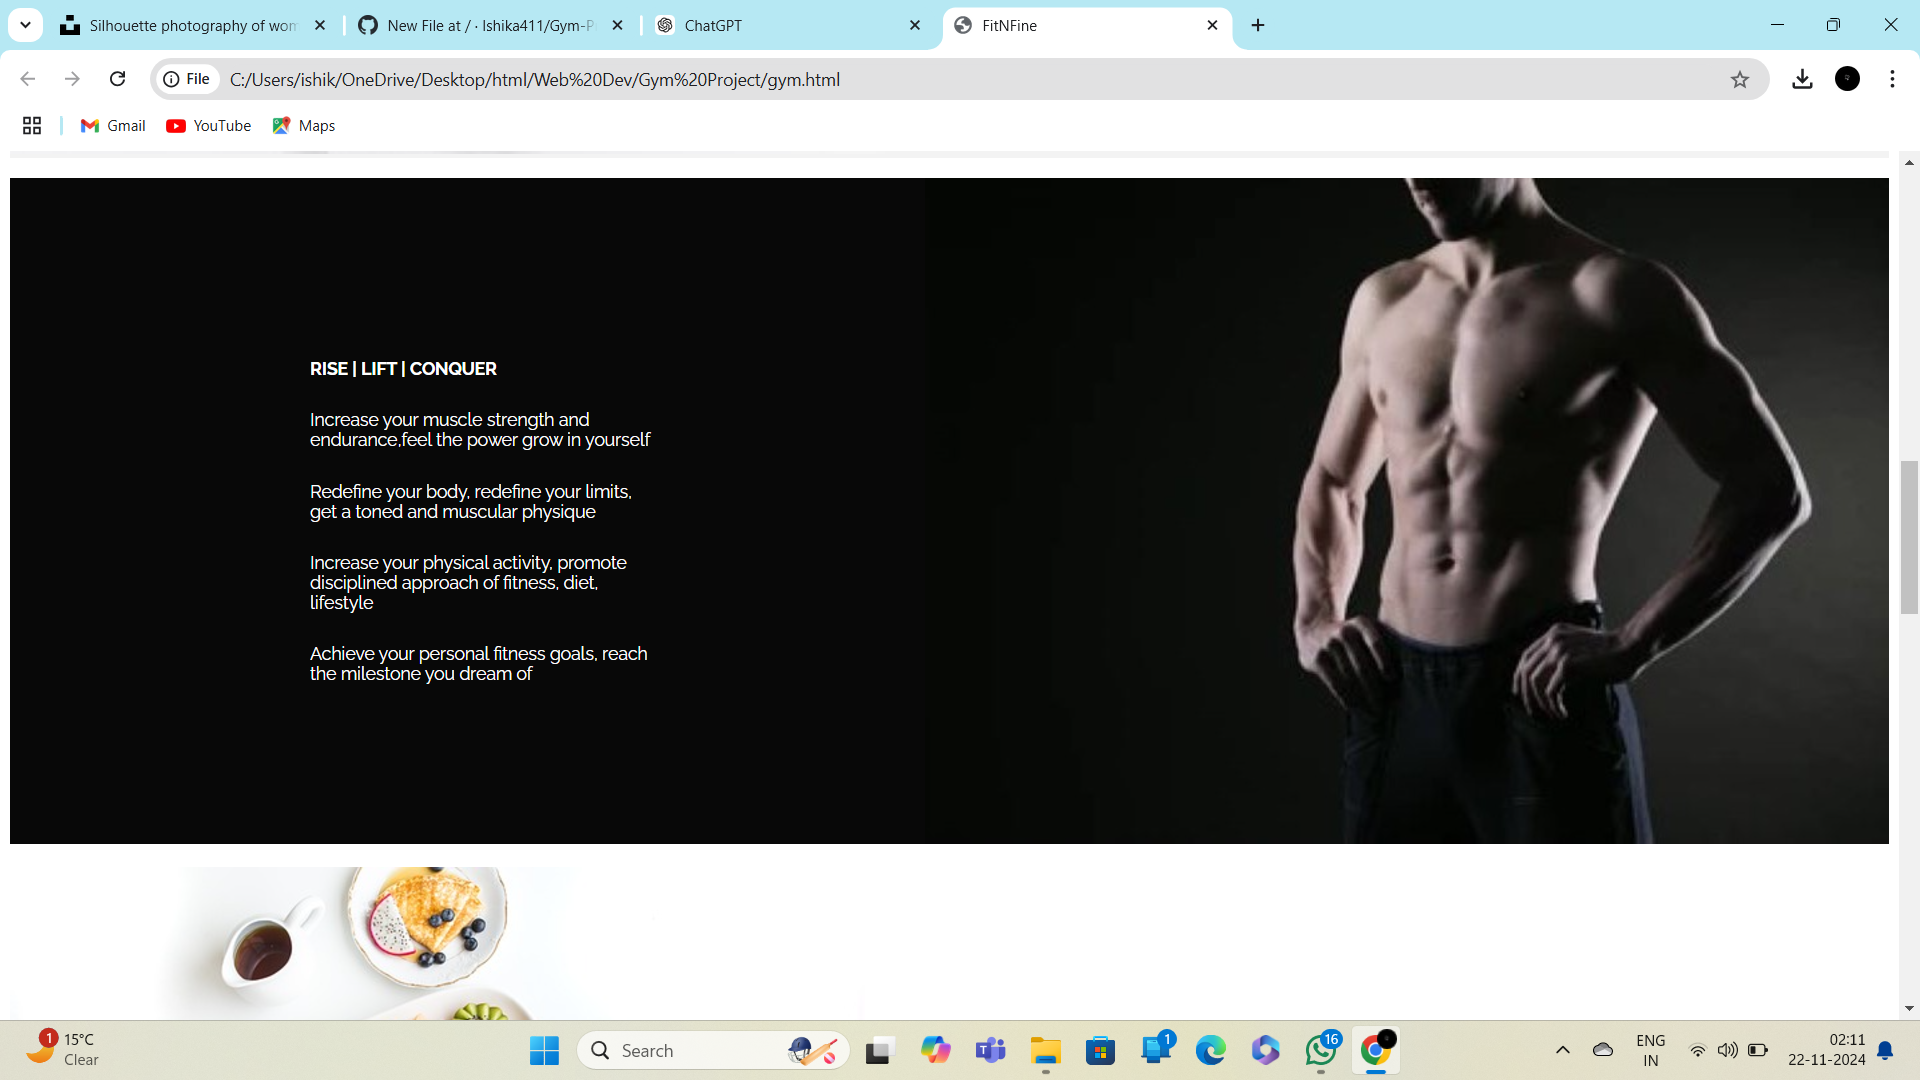 Silhouette photography of wom
New File at / · Ishika411/Gym-P
ChatGPT
FitNFine
File
C:/Users/ishik/OneDrive/Desktop/html/Web%20Dev/Gym%20Project/gym.html
Gmail
YouTube
Maps
RISE | LIFT | CONQUER
Increase your muscle strength and
endurance,feel the power grow in yourself
Redefine your body, redefine your limits,
get a toned and muscular physique
Increase your physical activity, promote
disciplined approach of fitness, diet,
lifestyle
Achieve your personal fitness goals, reach
the milestone you dream of
1
15°C
Clear
Search
1
16
ENG
IN
02:11
22-11-2024